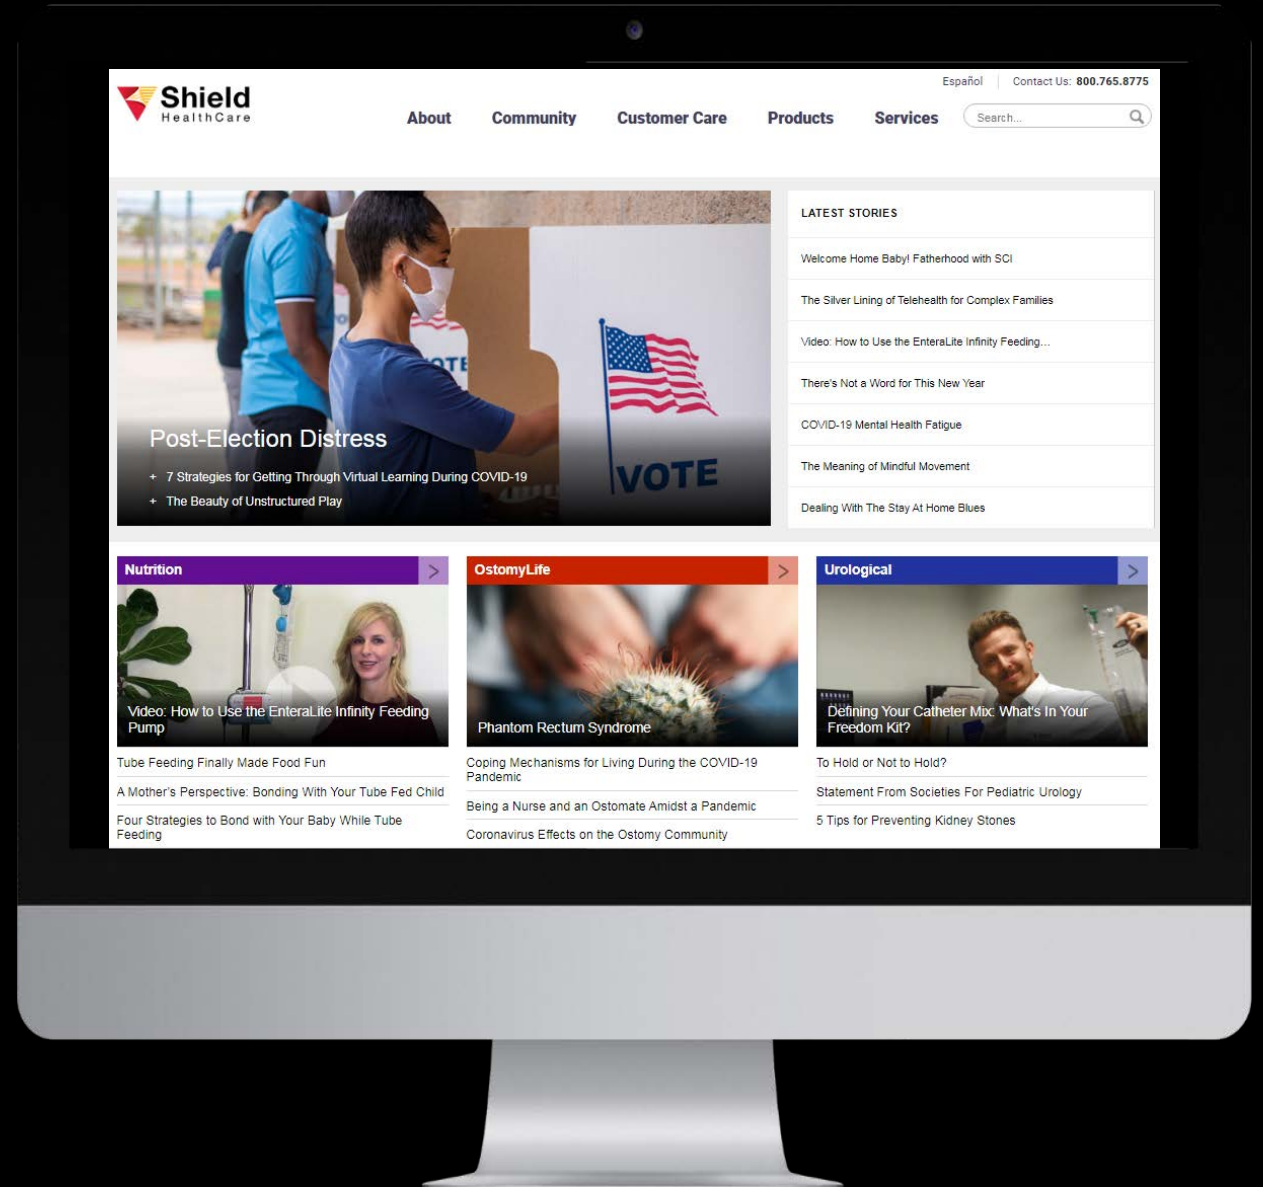 Español
Contact Us: 800.765.8775
Shield
HealthCare
About
Community
Customer Care
Products
Services
Search...
VOTE
VOTE
Post-Election Distress
+ 7 Strategies for Getting Through Virtual Learning During COVID-19
+ The Beauty of Unstructured Play
LATEST STORIES
Welcome Home Baby! Fatherhood with SCI
The Silver Lining of Telehealth for Complex Families
Video: How to Use the EnteraLite Infinity Feeding...
There's Not a Word for This New Year
COVID-19 Mental Health Fatigue
The Meaning of Mindful Movement
Dealing With The Stay At Home Blues
Nutrition
Video: How to Use the EnteraLite Infinity Feeding
Pump
Tube Feeding Finally Made Food Fun
A Mother's Perspective: Bonding With Your Tube Fed Child
Four Strategies to Bond with Your Baby While Tube
Feeding
OstomyLife
Phantom Rectum Syndrome
Coping Mechanisms for Living During the COVID-19
Pandemic
Being a Nurse and an Ostomate Amidst a Pandemic
Coronavirus Effects on the Ostomy Community
Urological
Defining Your Catheter Mix: What's In Your
Freedom Kit?
To Hold or Not to Hold?
Statement From Societies For Pediatric Urology
5 Tips for Preventing Kidney Stones